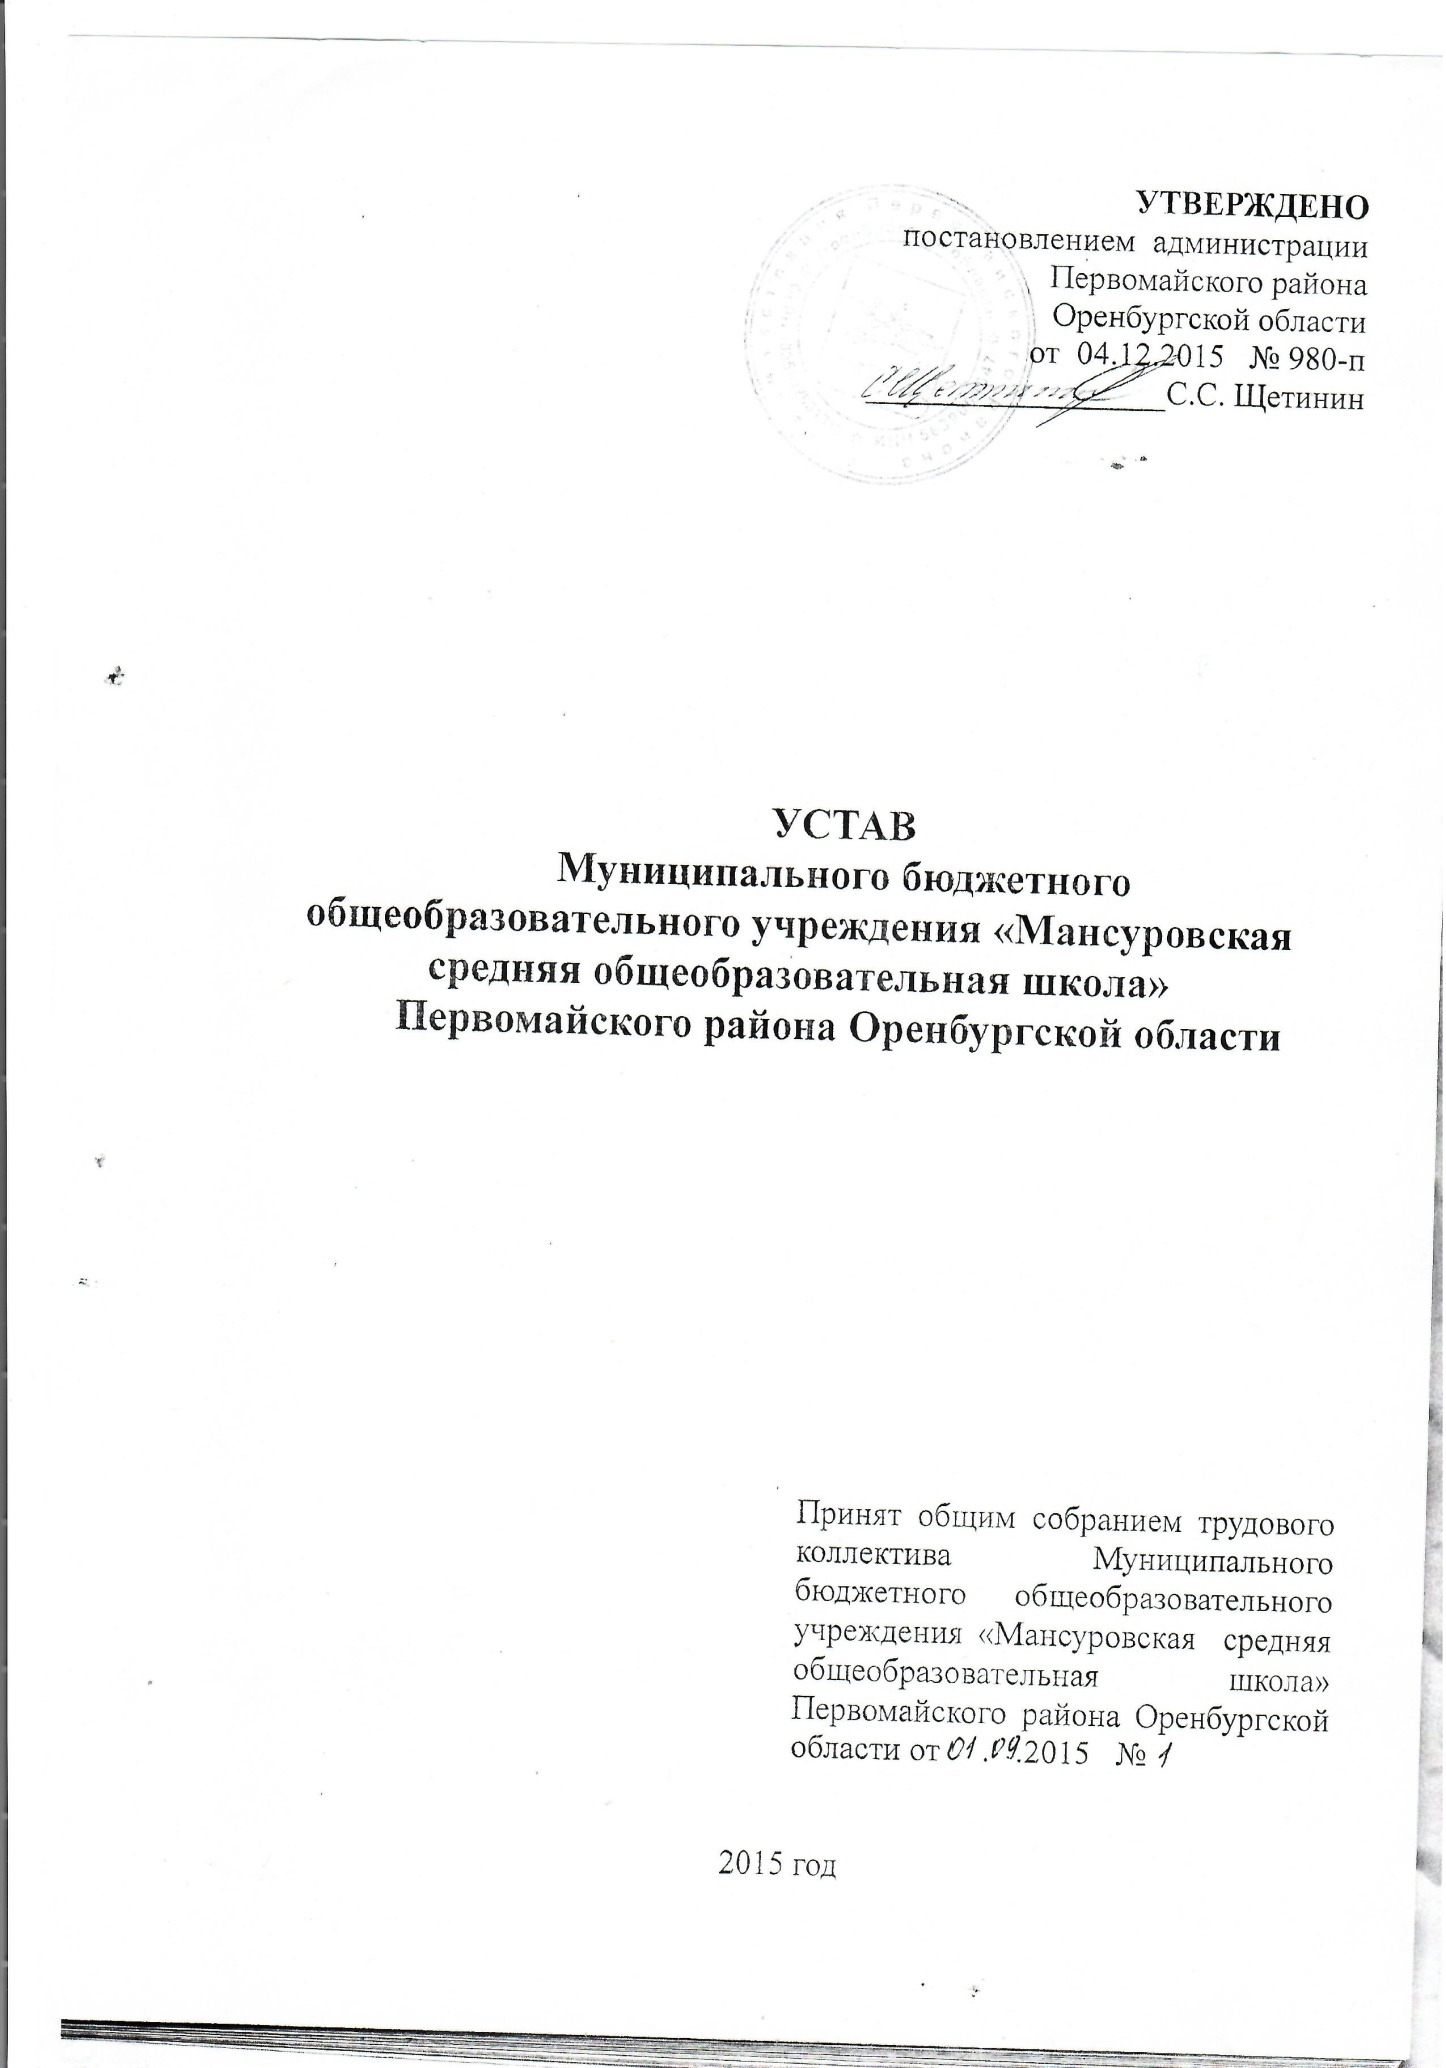 УТВЕРЖДЕНО
постановлением администрации
Первомайского района
Оренбургской области
от 04.12.2015 № 980-п
С.С. Щетинин
УСТАВ
Муниципального бюджетного
общеобразовательного учреждения «Мансуровская
средняя общеобразовательная школа»
Первомайского района Оренбургской области
Принят общим собранием трудового
коллектива Муниципального
бюджетного общеобразовательного
учреждения «Мансуровская средняя
общеобразовательная школа»
Первомайского района Оренбургской
области от 01.09.2015 № 1
2015 год